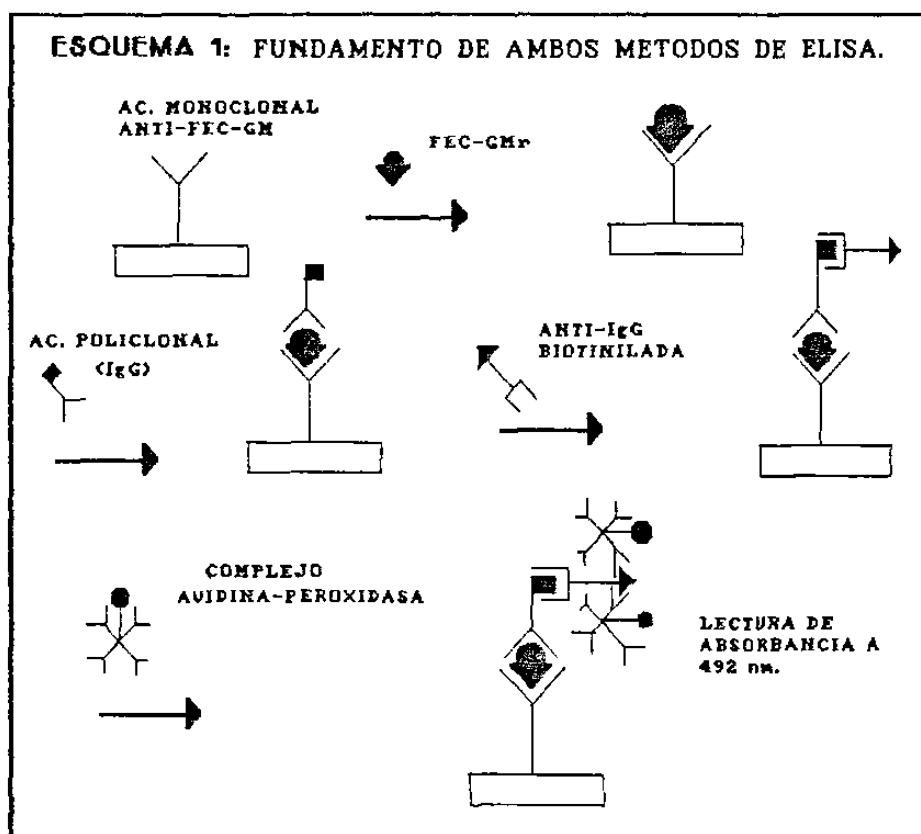 ESQUEMA 1: FUNDAMENTO DE AMBOS METODOS DE ELISA.
AC. MONOCLONAL
ANTI-FEC-GM
FEC-GMr
AC. POLICLONAL
(IgG)
ANTI-IgG
BIOTINILADA
COMPLEJO
AVIDINA-PEROXIDASA
LECTURA DE
ABSORBANCIA A
492 nm.